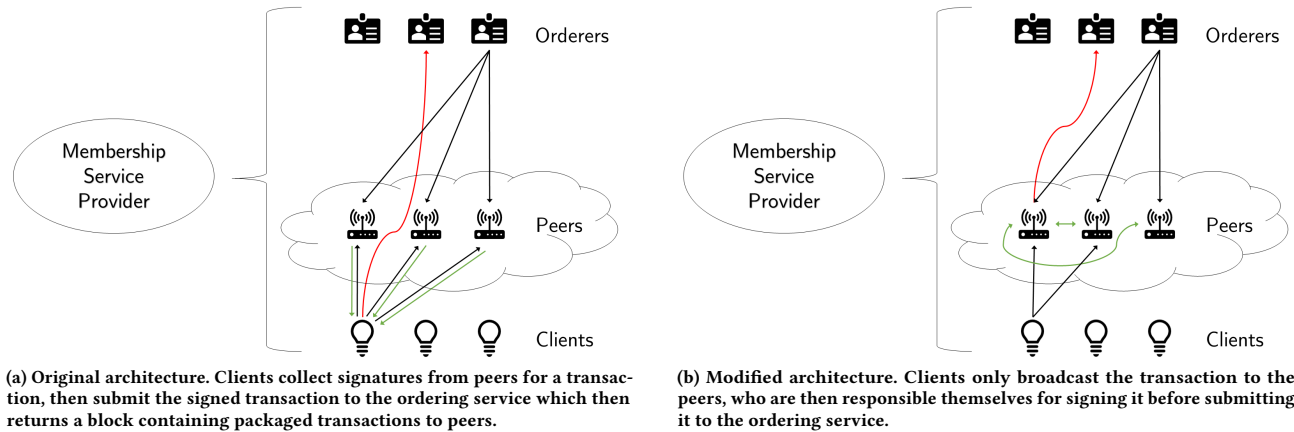 Orderers
Membership
Service
Provider
Peers
Clients
(a) Original architecture. Clients collect signatures from peers for a transac-
tion, then submit the signed transaction to the ordering service which then
returns a block containing packaged transactions to peers.
Orderers
Membership
Service
Provider
Peers
Clients
(b) Modified architecture. Clients only broadcast the transaction to the
peers, who are then responsible themselves for signing it before submitting
it to the ordering service.